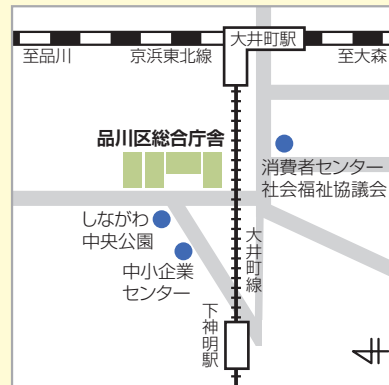 大井町駅
至品川
京浜東北線
至大森
品川区総合庁舎
消費者センター
社会福祉協議会
しながわ
中央公園
中小企業
センター
大井町線
下神明駅